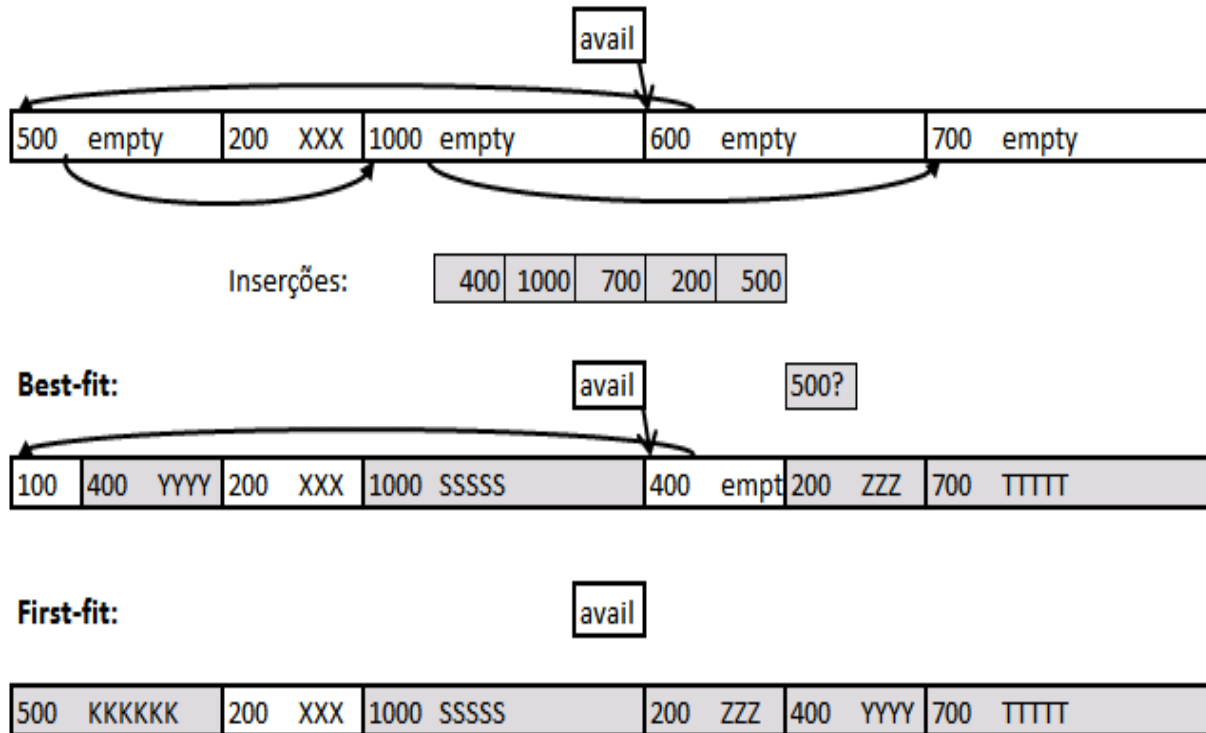 avail
500 empty 200 XXX 1000 empty 600 empty 700 empty
Inserções: 400 1000 700 200 500
Best-fit: avail 500?
100 400 YYYY 200 XXX 1000 SSSSS 400 empt 200 ZZZ 700 TTTTT
First-fit: avail
500 KKKKKK 200 XXX 1000 SSSSS 200 ZZZ 400 YYYY 700 TTTTT